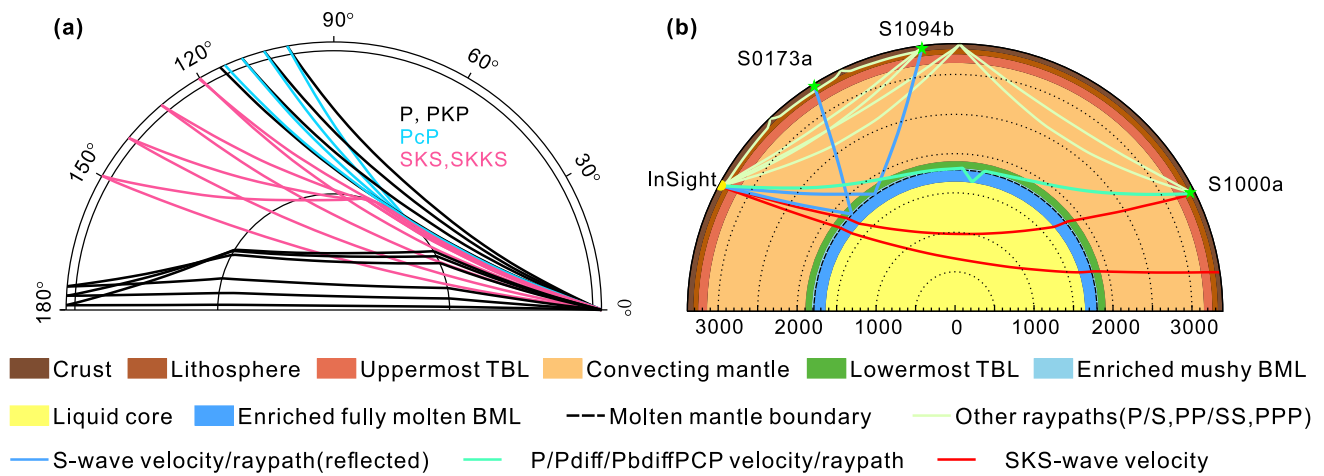 (a)
90°
120°
60°
150°
30°
180°
0°
P, PKP
PcP
SKS,SKKS
(b)
S1094b
S0173a
InSight
S1000a
3000 2000 1000 0 1000 2000 3000
Crust Lithosphere Uppermost TBL Convecting mantle Lowermost TBL Enriched mushy BML
Liquid core Enriched fully molten BML Molten mantle boundary Other raypaths(P/S,PP/SS,PPP)
S-wave velocity/raypath(reflected) P/Pdiff/PbdiffPCP velocity/raypath SKS-wave velocity